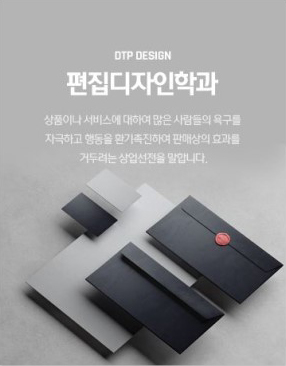 DTP DESIGN
편집디자인학과
상품이나 서비스에 대하여 많은 사람들의 욕구를
자극하고 행동을 환기촉진하여 판매상의 효과를
거두려는 상업선전을 말합니다.